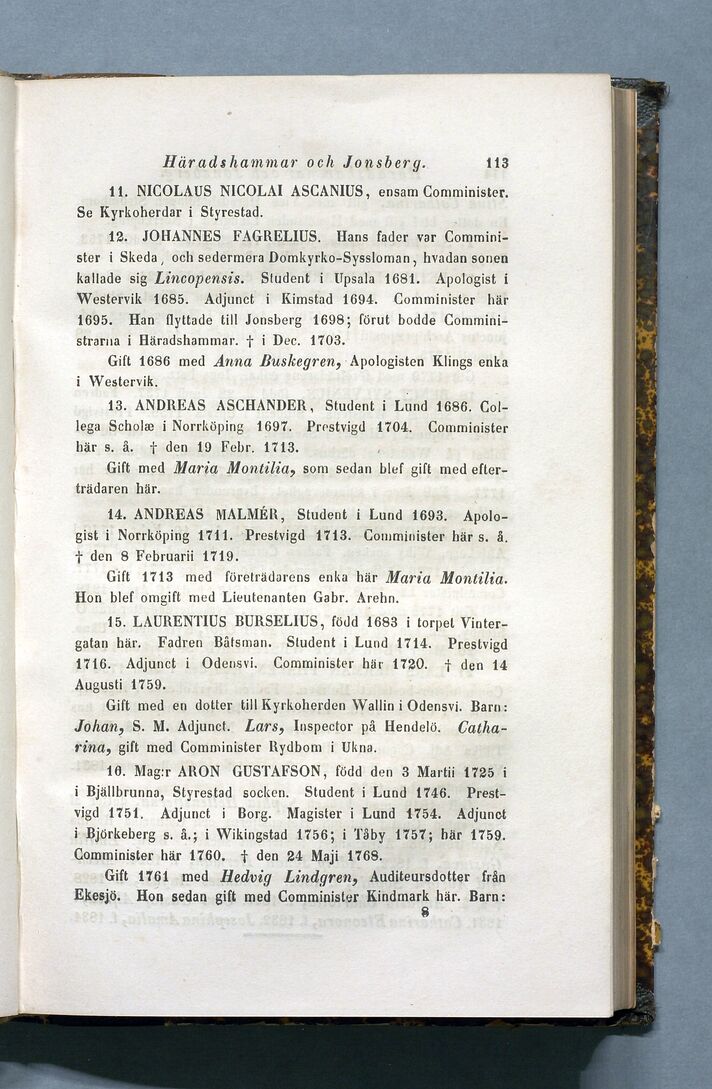 Häradshammar och Jonsberg. 113
11. NICOLAUS NICOLAI ASCANIUS, ensam Comminister.
Se Kyrkoherdar i Styrestad.
12. JOHANNES FAGRELIUS. Hans fader var Commini-
ster i Skeda, och sedermera Domkyrko-Syssloman, hvadan sonen
kallade sig Lincopensis. Student i Upsala 1681. Apologist i
Westervik 1685. Adjunct i Kimstad 1694. Comminister här
1695. Han flyttade till Jonsberg 1698; förut bodde Commini-
strarna i Häradshammar. † i Dec. 1703.
Gift 1686 med Anna Buskegren, Apologisten Klings enka
i Westervik.
13. ANDREAS ASCHANDER, Student i Lund 1686. Col-
lega Scholæ i Norrköping 1697. Prestvigd 1704. Comminister
här s. å. † den 19 Febr. 1713.
Gift med Maria Montilia, som sedan blef gift med efter-
trädaren här.
14. ANDREAS MALMÉR, Student i Lund 1693. Apolo-
gist i Norrköping 1711. Prestvigd 1713. Comminister här s. å.
† den 8 Februarii 1719.
Gift 1713 med företrädarens enka här Maria Montilia.
Hon blef omgift med Lieutenanten Gabr. Arehn.
15. LAURENTIUS BURSELIUS, född 1683 i torpet Vinter-
gatan här. Fadren Båtsman. Student i Lund 1714. Prestvigd
1716. Adjunct i Odensvi. Comminister här 1720. † den 14
Augusti 1759.
Gift med en dotter till Kyrkoherden Wallin i Odensvi. Barn:
Johan, S. M. Adjunct. Lars, Inspector på Hendelö. Catha-
rina, gift med Comminister Rydbom i Ukna.
16. Mag:r ARON GUSTAFSON, född den 3 Martii 1725 i
i Bjällbrunna, Styrestad socken. Student i Lund 1746. Prest-
vigd 1751. Adjunct i Borg. Magister i Lund 1754. Adjunct
i Björkeberg s. å.; i Wikingstad 1756; i Tåby 1757; här 1759.
Comminister här 1760. † den 24 Maji 1768.
Gift 1761 med Hedvig Lindgren, Auditeursdotter från
Ekesjö. Hon sedan gift med Comminister Kindmark här. Barn:
8